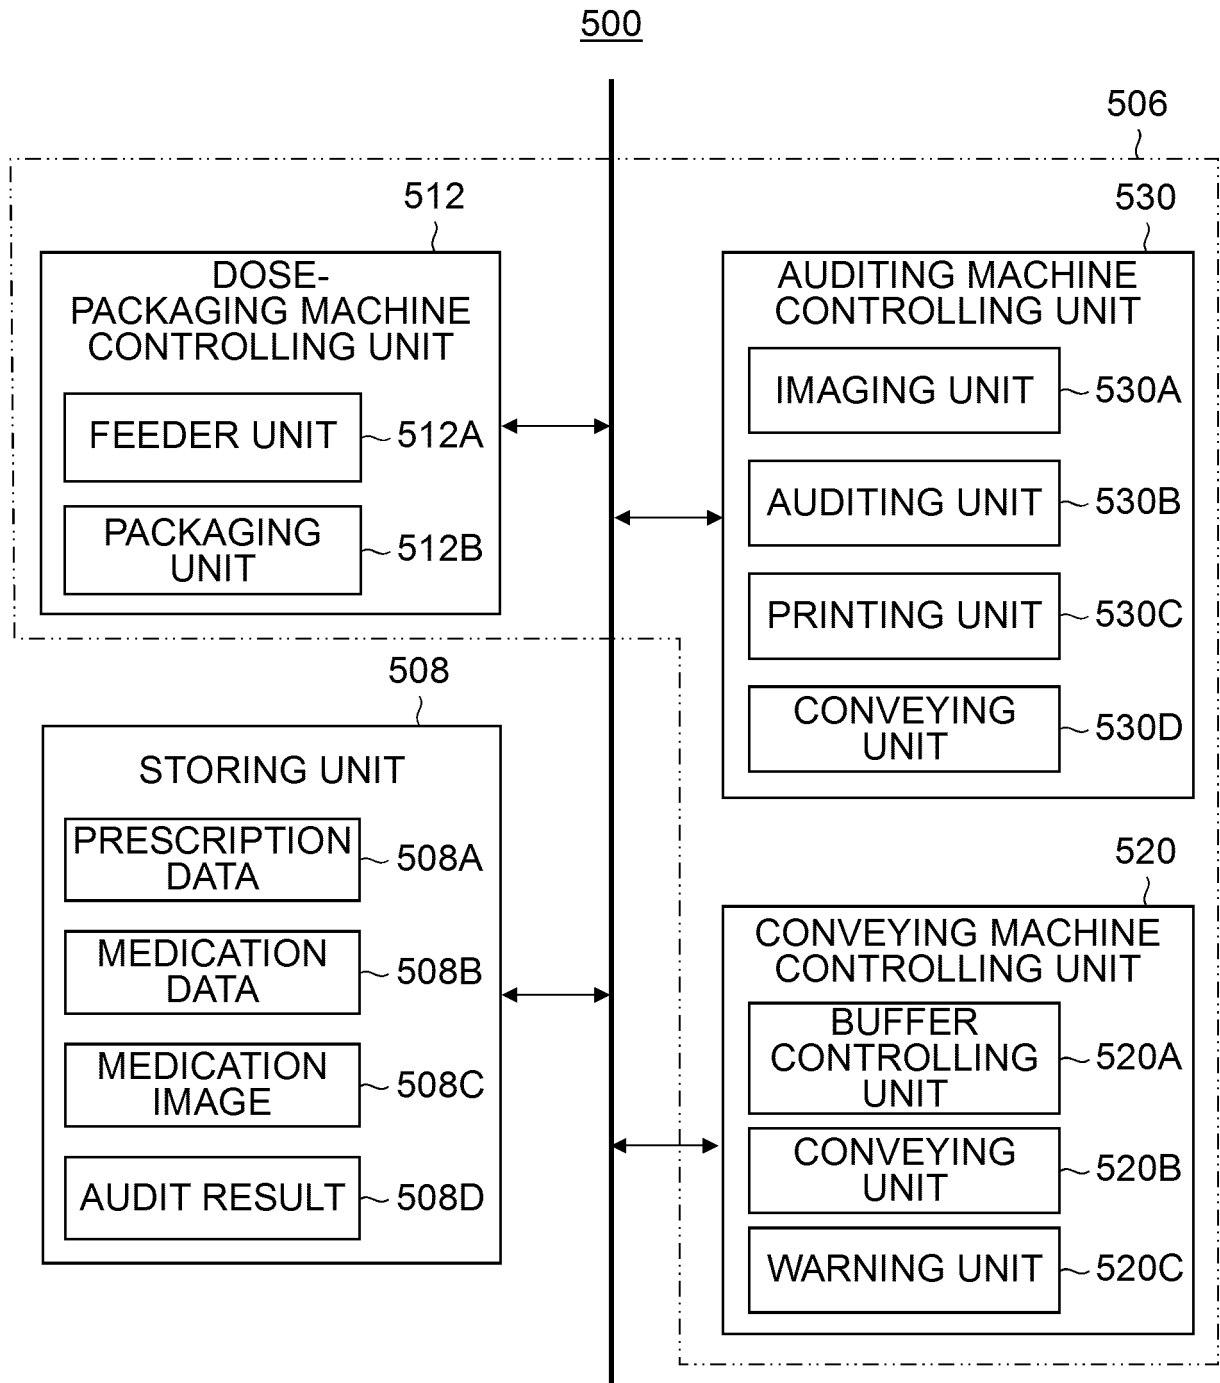 500
506
512
DOSE-
PACKAGING MACHINE
CONTROLLING UNIT
FEEDER UNIT
512A
PACKAGING
UNIT
512B
508
STORING UNIT
PRESCRIPTION
DATA
508A
MEDICATION
DATA
508B
MEDICATION
IMAGE
508C
AUDIT RESULT
508D
530
AUDITING MACHINE
CONTROLLING UNIT
IMAGING UNIT
530A
AUDITING UNIT
530B
PRINTING UNIT
530C
CONVEYING
UNIT
530D
520
CONVEYING MACHINE
CONTROLLING UNIT
BUFFER
CONTROLLING
UNIT
520A
CONVEYING
UNIT
520B
WARNING UNIT
520C